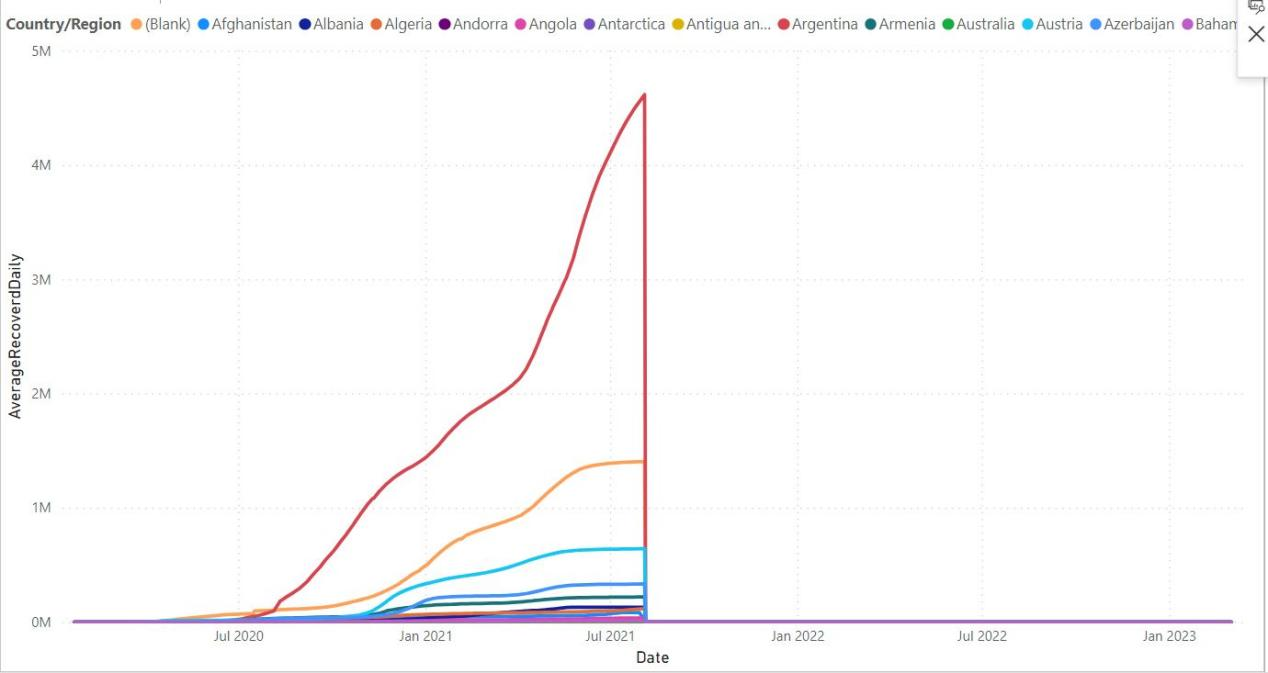 Country/Region (Blank) Afghanistan Albania Algeria Andorra Angola Antarctica Antigua an... Argentina Armenia Australia Austria Azerbaijan Baham
5M
4M
3M
2M
1M
0M
AverageRecoverdDaily
Jul 2020 Jan 2021 Jul 2021 Jan 2022 Jul 2022 Jan 2023
Date